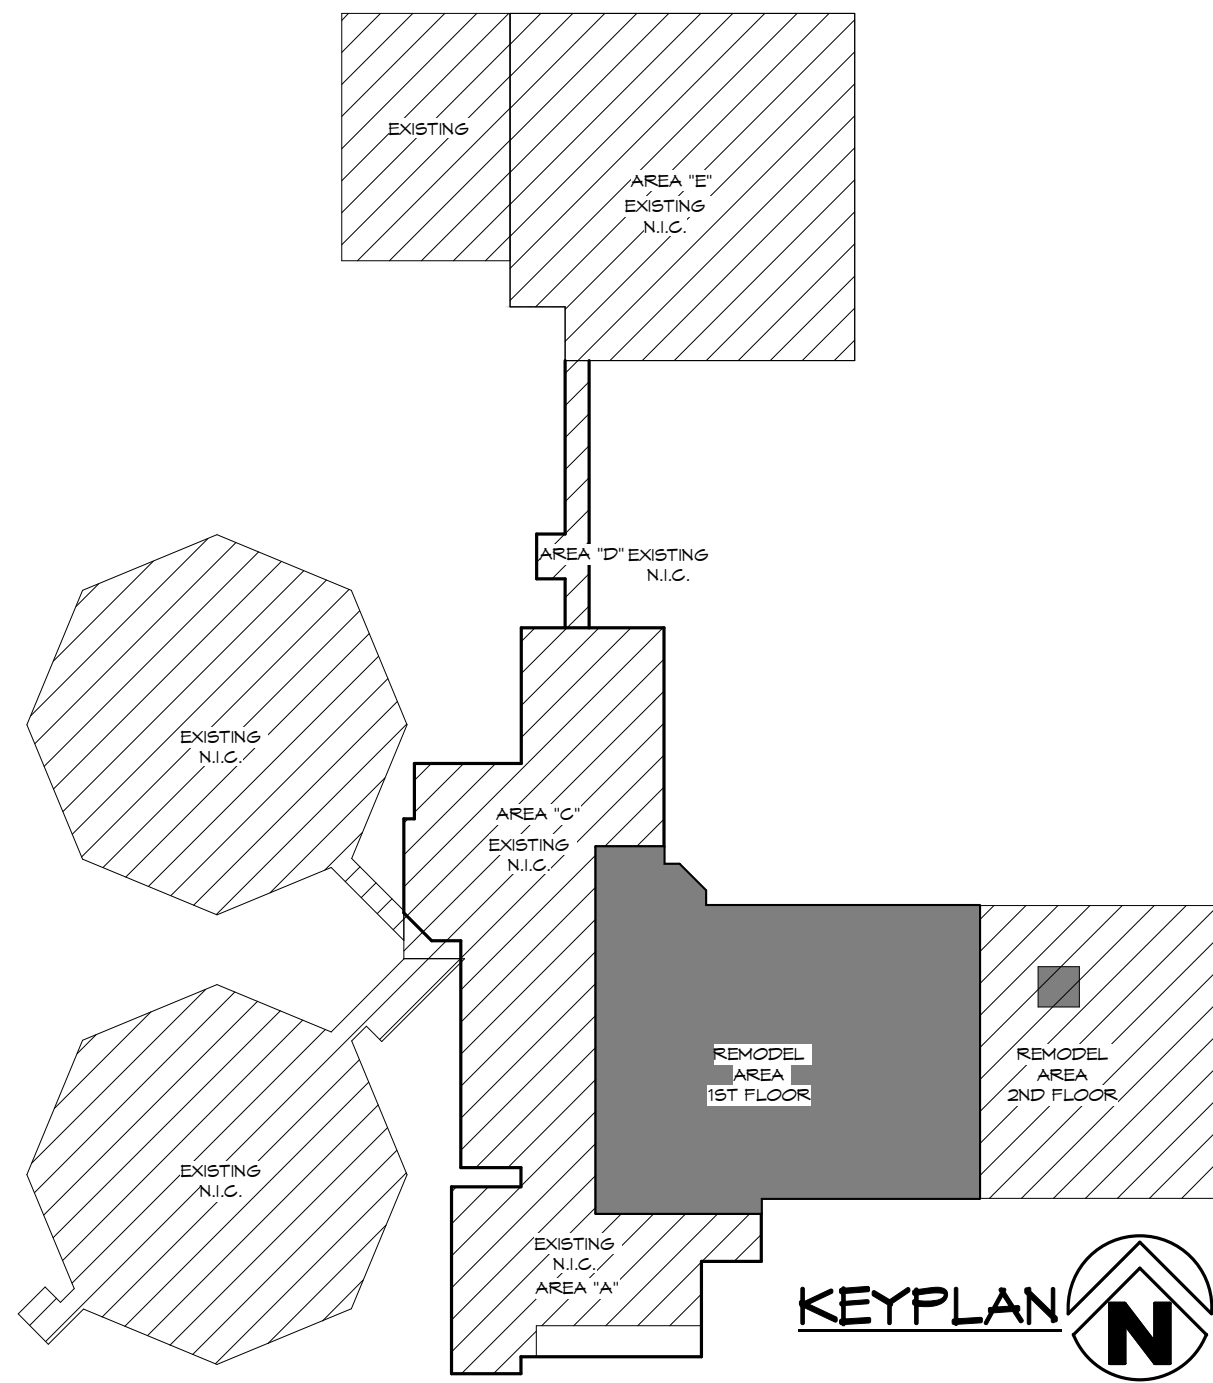 EXISTING
AREA "E"
EXISTING
N.I.C.
AREA "D" EXISTING
N.I.C.
EXISTING
N.I.C.
AREA "C"
EXISTING
N.I.C.
REMODEL
AREA
1ST FLOOR
REMODEL
AREA
2ND FLOOR
EXISTING
N.I.C.
EXISTING
N.I.C.
AREA "A"
KEYPLAN
N